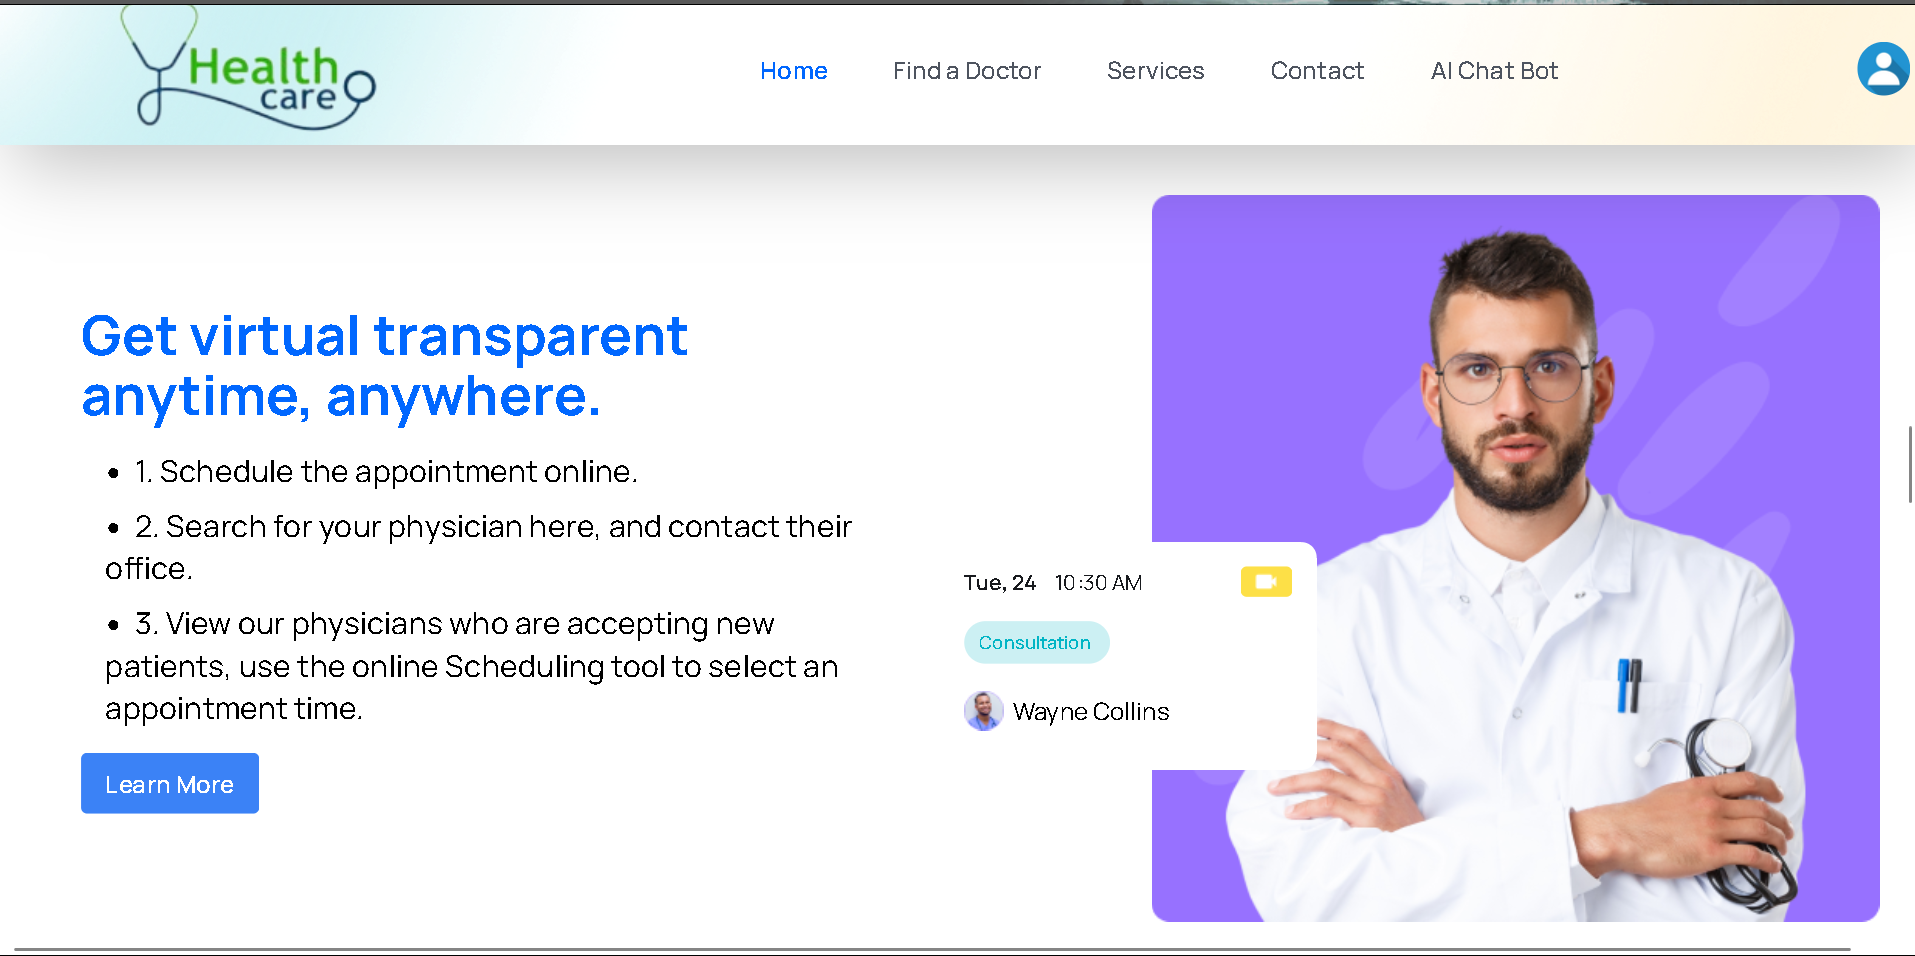 Health
care
Home
Find a Doctor
Services
Contact
AI Chat Bot
Get virtual transparent
anytime, anywhere.
• 1. Schedule the appointment online.
• 2. Search for your physician here, and contact their
office.
• 3. View our physicians who are accepting new
patients, use the online Scheduling tool to select an
appointment time.
Learn More
Tue, 24 10:30 AM
Consultation
Wayne Collins